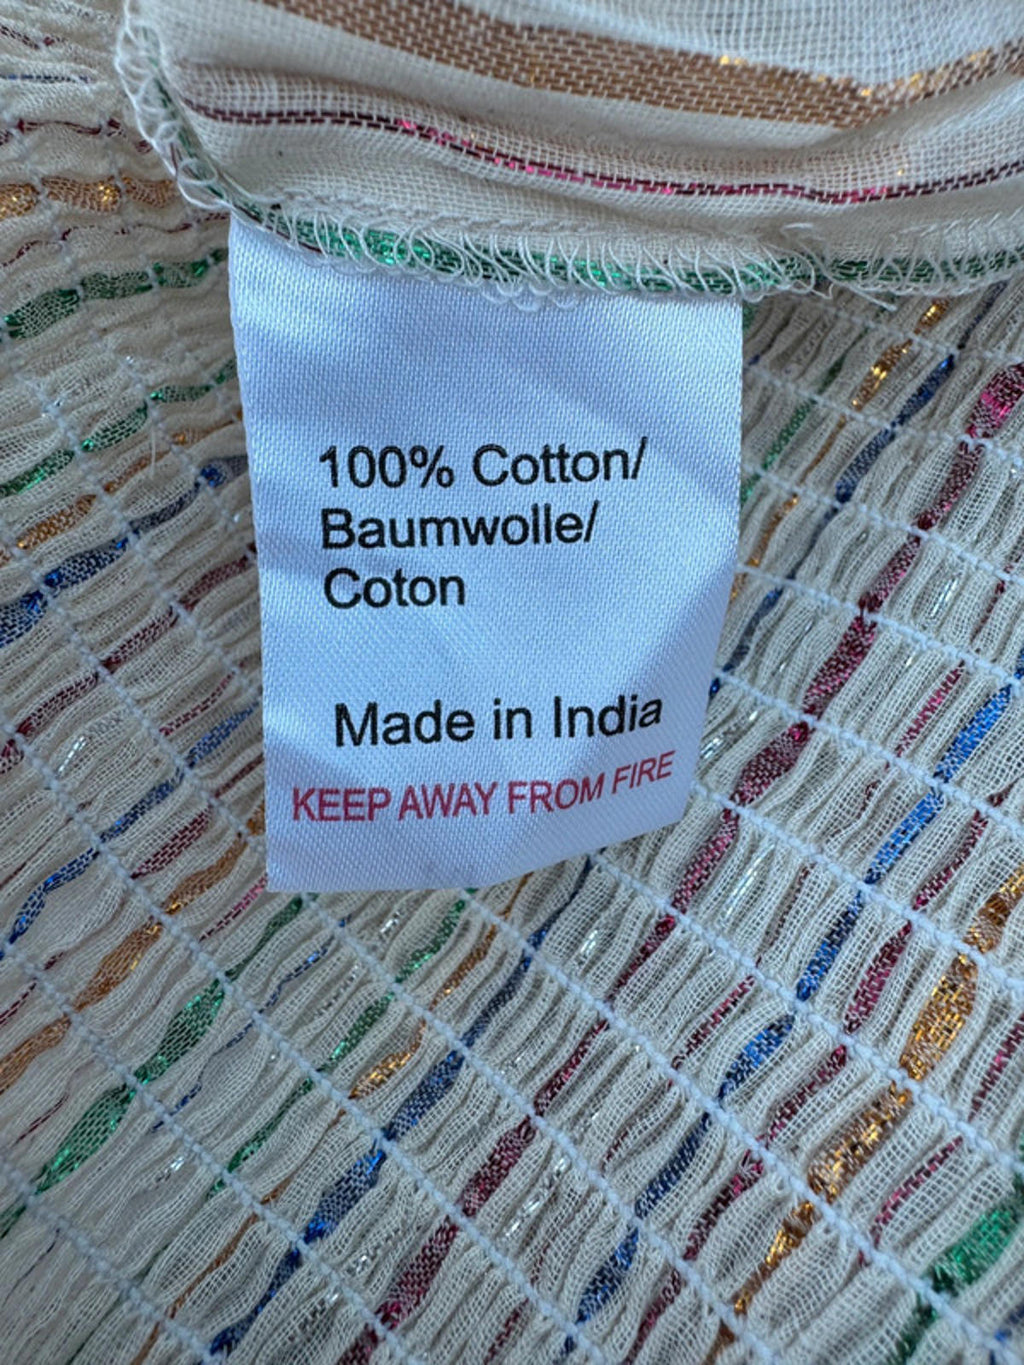 100% Cotton/
Baumwolle/
Coton
Made in India
KEEP AWAY FROM FIRE